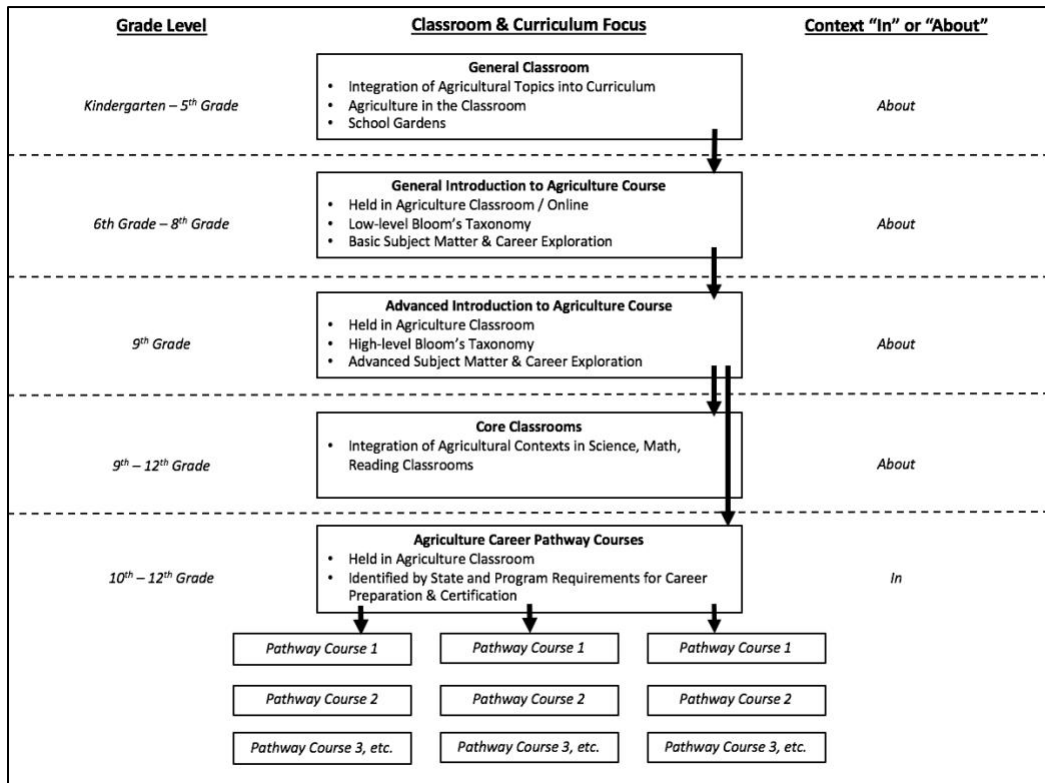 Grade Level
Classroom & Curriculum Focus
Context “In” or “About”
General Classroom
• Integration of Agricultural Topics into Curriculum
• Agriculture in the Classroom
• School Gardens
Kindergarten – 5th Grade
About
General Introduction to Agriculture Course
• Held in Agriculture Classroom / Online
• Low-level Bloom’s Taxonomy
• Basic Subject Matter & Career Exploration
6th Grade – 8th Grade
About
Advanced Introduction to Agriculture Course
• Held in Agriculture Classroom
• High-level Bloom’s Taxonomy
• Advanced Subject Matter & Career Exploration
9th Grade
About
Core Classrooms
• Integration of Agricultural Contexts in Science, Math,
Reading Classrooms
9th – 12th Grade
About
Agriculture Career Pathway Courses
• Held in Agriculture Classroom
• Identified by State and Program Requirements for Career
Preparation & Certification
10th – 12th Grade
In
Pathway Course 1
Pathway Course 1
Pathway Course 1
Pathway Course 2
Pathway Course 2
Pathway Course 2
Pathway Course 3, etc.
Pathway Course 3, etc.
Pathway Course 3, etc.